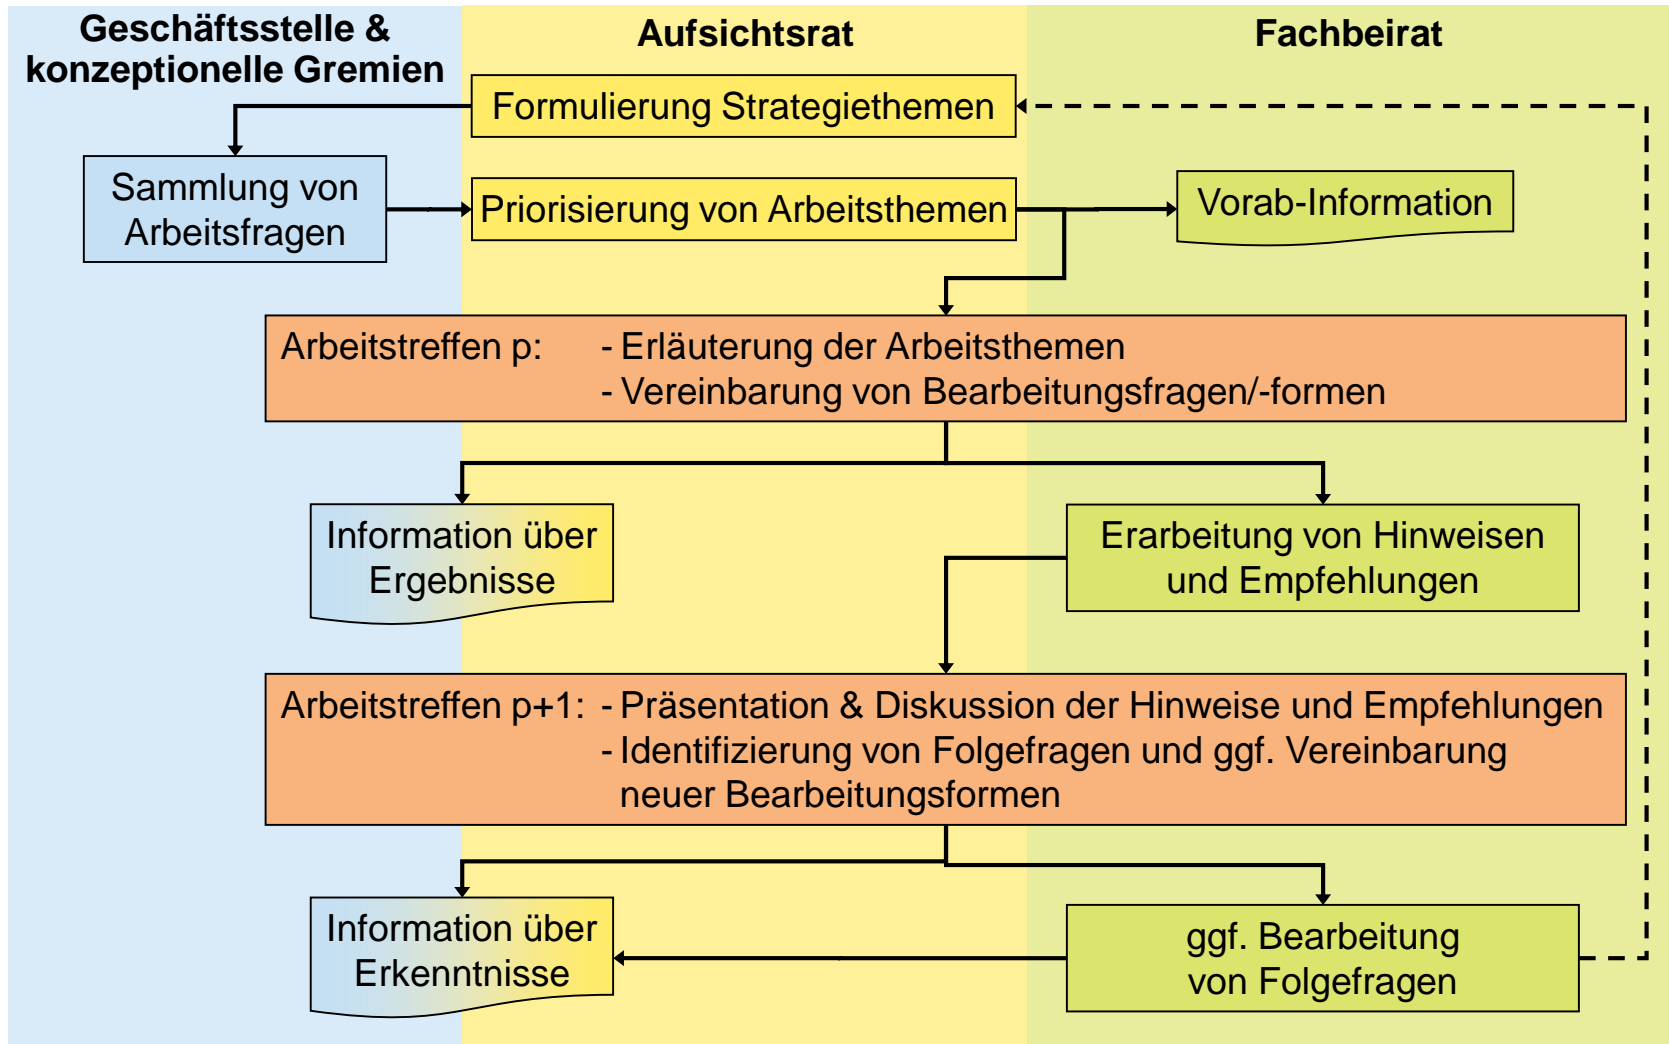 Geschäftsstelle &
konzeptionelle Gremien
Aufsichtsrat
Fachbeirat
Formulierung Strategiethemen
Sammlung von
Arbeitsfragen
Priorisierung von Arbeitsthemen
Vorab-Information
Arbeitstreffen p: - Erläuterung der Arbeitsthemen
- Vereinbarung von Bearbeitungsfragen/-formen
Information über
Ergebnisse
Erarbeitung von Hinweisen
und Empfehlungen
Arbeitstreffen p+1: - Präsentation & Diskussion der Hinweise und Empfehlungen
- Identifizierung von Folgefragen und ggf. Vereinbarung
neuer Bearbeitungsformen
Information über
Erkenntnisse
ggf. Bearbeitung
von Folgefragen